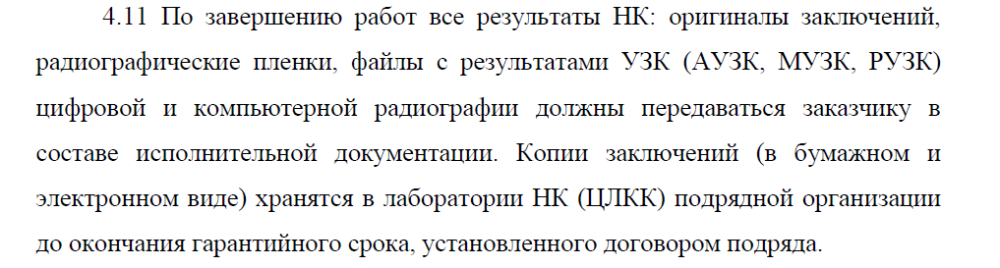 4.11 По завершению работ все результаты НК: оригиналы заключений,
радиографические пленки, файлы с результатами УЗК (АУЗК, МУЗК, РУЗК)
цифровой и компьютерной радиографии должны передаваться заказчику в
составе исполнительной документации. Копии заключений (в бумажном и
электронном виде) хранятся в лаборатории НК (ЦЛКК) подрядной организации
до окончания гарантийного срока, установленного договором подряда.